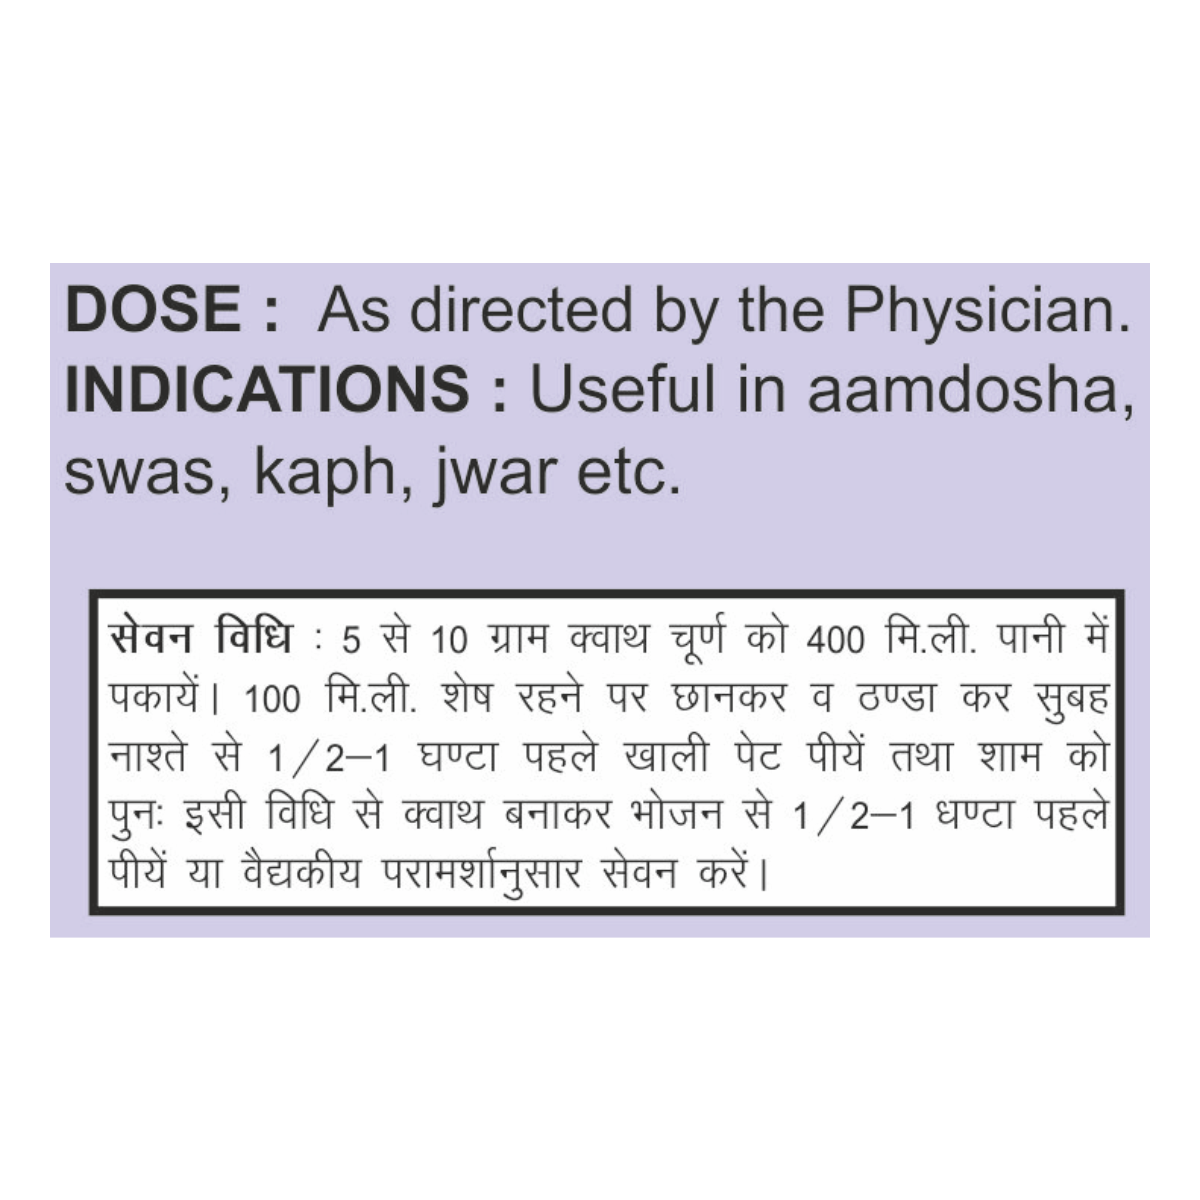 DOSE : As directed by the Physician.
INDICATIONS : Useful in aamdosha,
swas, kaph, jwar etc.
सेवन विधि : 5 से 10 ग्राम क्वाथ चूर्ण को 400 मि.ली. पानी में
पकायें। 100 मि.ली. शेष रहने पर छानकर व ठण्डा कर सुबह
नाश्ते से 1/2–1 घण्टा पहले खाली पेट पीयें तथा शाम को
पुनः इसी विधि से क्वाथ बनाकर भोजन से 1/2–1 धण्टा पहले
पीयें या वैद्यकीय परामर्शानुसार सेवन करें।